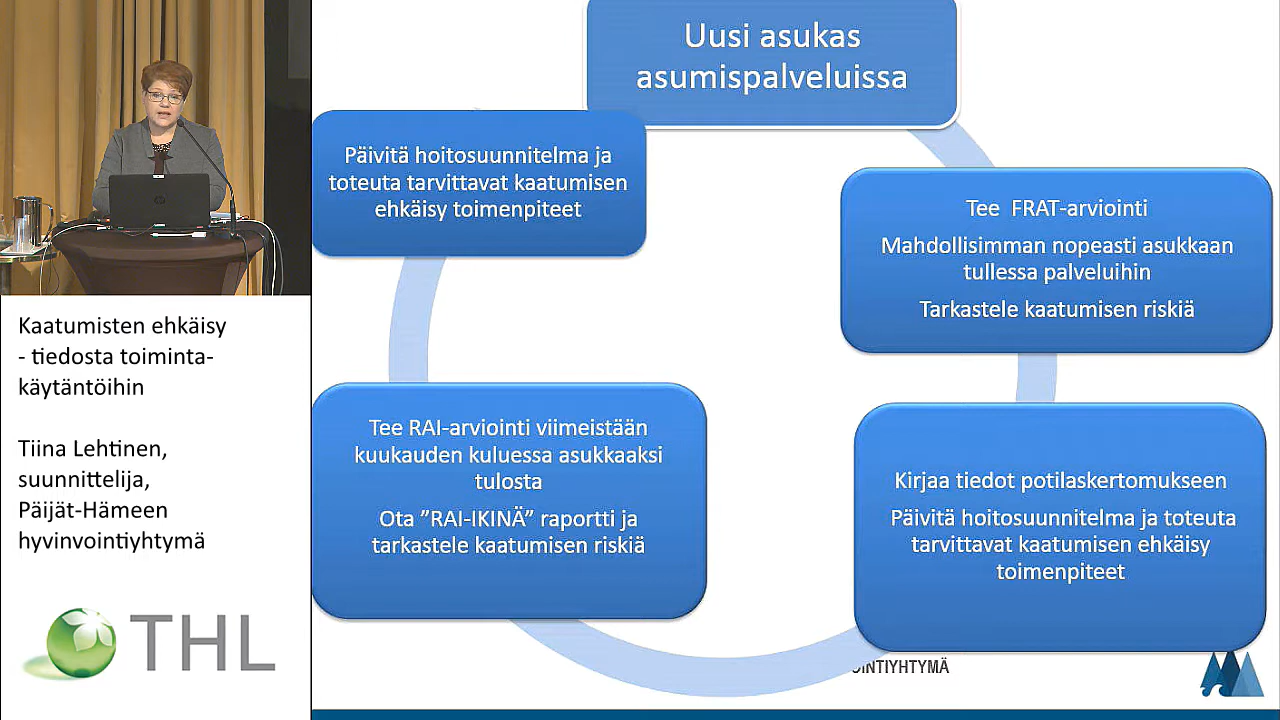 Uusi asukas
asumispalveluissa
Päivitä hoitosuunnitelma ja
toteuta tarvittavat kaatumisen
ehkäisy toimenpiteet
Tee FRAT-arviointi
Mahdollisimman nopeasti asukkaan
tullessa palveluihin
Tarkastele kaatumisen riskiä
Kirjaa tiedot potilaskertomukseen
Päivitä hoitosuunnitelma ja toteuta
tarvittavat kaatumisen ehkäisy
toimenpiteet
Tee RAI-arviointi viimeistään
kuukauden kuluessa asukkaaksi
tulosta
Ota ”RAI-IKINÄ” raportti ja
tarkastele kaatumisen riskiä
OINTIYHTYMÄ
Kaatumisten ehkäisy
- tiedosta toiminta-
käytäntöihin
Tiina Lehtinen,
suunnittelija,
Päijät-Hämeen
hyvinvointiyhtymä
THL